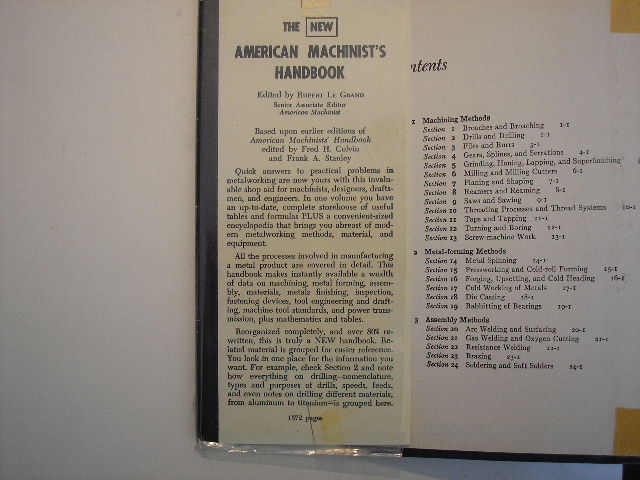 THE NEW
AMERICAN MACHINIST'S
HANDBOOK
Edited by RUPERT LE GRAND
Senior Associate Editor
American Machinist
Based upon earlier editions of
American Machinists' Handbook
edited by Fred H. Colvin
and Frank A. Stanley
Quick answers to practical problems in
metalworking are now yours with this invalu-
able shop aid for machinists, designers, drafts-
men, and engineers. In one volume you have
an up-to-date, complete storehouse of useful
tables and formulas PLUS a convenient-sized
encyclopedia that brings you abreast of mod-
ern metalworking methods, material, and
equipment.
All the processes involved in manufacturing
a metal product are covered in detail. This
handbook makes instantly available a wealth
of data on machining, metal forming, assem-
bly, materials, metals finishing, inspection,
fastening devices, tool engineering and draft-
ing, machine tool standards, and power trans-
mission, plus mathematics and tables.
Reorganized completely, and over 80% re-
written, this is truly a NEW handbook. Re-
lated material is grouped for easier reference.
You look in one place for the information you
want. For example, check Section 2 and note
how everything on drilling—nomenclature,
types and purposes of drills, speeds, feeds,
and even notes on drilling different materials,
from aluminum to titanium—is grouped here.
1572 pages
ntents
1 Machining Methods
Section 1 Broaches and Broaching 1-1
Section 2 Drills and Drilling 2-1
Section 3 Files and Burrs 3-1
Section 4 Gears, Splines, and Serrations 4-1
Section 5 Grinding, Honing, Lapping, and Superfinishing 5
Section 6 Milling and Milling Cutters 6-1
Section 7 Planing and Shaping 7-1
Section 8 Reamers and Reaming 8-1
Section 9 Saws and Sawing 9-1
Section 10 Threading Processes and Thread Systems 10-1
Section 11 Taps and Tapping 11-1
Section 12 Turning and Boring 12-1
Section 13 Screw-machine Work 13-1
2 Metal-forming Methods
Section 14 Metal Spinning 14-1
Section 15 Pressworking and Cold-roll Forming 15-1
Section 16 Forging, Upsetting, and Cold Heading 16-1
Section 17 Cold Working of Metals 17-1
Section 18 Die Casting 18-1
Section 19 Babbitting of Bearings 19-1
3 Assembly Methods
Section 20 Arc Welding and Surfacing 20-1
Section 21 Gas Welding and Oxygen Cutting 21-1
Section 22 Resistance Welding 22-1
Section 23 Brazing 23-1
Section 24 Soldering and Soft Solders 24-1